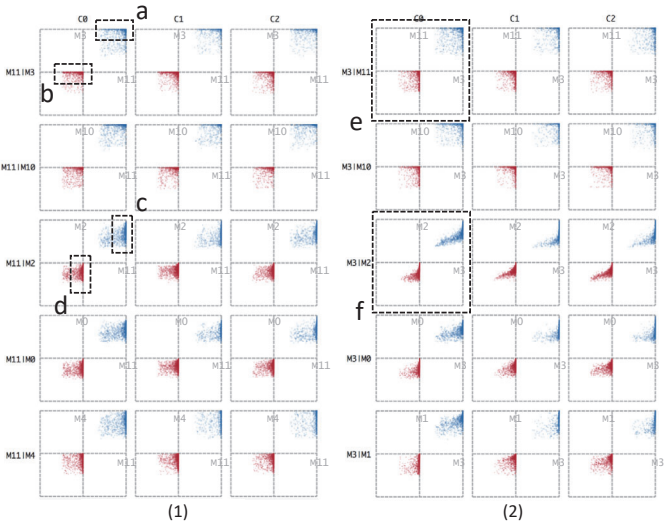 a
C0 C1 C2
M11|M3 M3 M11 M3 M11 M3 M11
b
M11|M10 M10 M11 M10 M11 M10 M11
c
M11|M2 M2 M11 M2 M11 M2 M11
d
M11|M0 M0 M11 M0 M11 M0 M11
M11|M4 M4 M11 M4 M11 M4 M11
(1)
C0 C1 C2
M3|M11 M11 M3 M11 M3 M11 M3
e
M3|M10 M10 M3 M10 M3 M10 M3
M3|M2 M2 M3 M2 M3 M2 M3
f
M3|M0 M0 M3 M0 M3 M0 M3
M3|M1 M1 M3 M1 M3 M1 M3
(2)